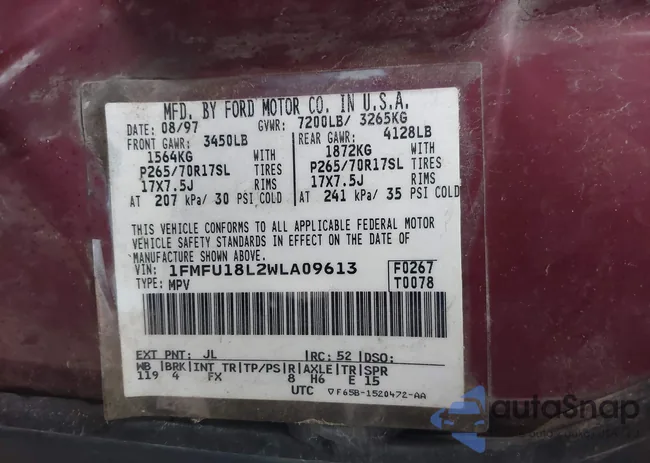 MFD. BY FORD MOTOR CO. IN U.S.A.
DATE: 08/97 GVWR: 7200LB/ 3265KG
FRONT GAWR: 3450LB REAR GAWR: 4128LB
1564KG WITH 1872KG WITH
P265/70R17SL TIRES P265/70R17SL TIRES
17X7.5J RIMS 17X7.5J RIMS
AT 207 kPa/ 30 PSI COLD AT 241 kPa/ 35 PSI COLD
THIS VEHICLE CONFORMS TO ALL APPLICABLE FEDERAL MOTOR
VEHICLE SAFETY STANDARDS IN EFFECT ON THE DATE OF
MANUFACTURE SHOWN ABOVE.
VIN: 1FMFU18L2WLA09613 F0267
TYPE: MPV T0078
EXT PNT: JL RC: 52 DSO:
WB BRK INT TR TP/PS R AXLE TR SPR
119 4 FX 8 H6 E 15
UTC ▽F65B-1520472-AA
autoSnap